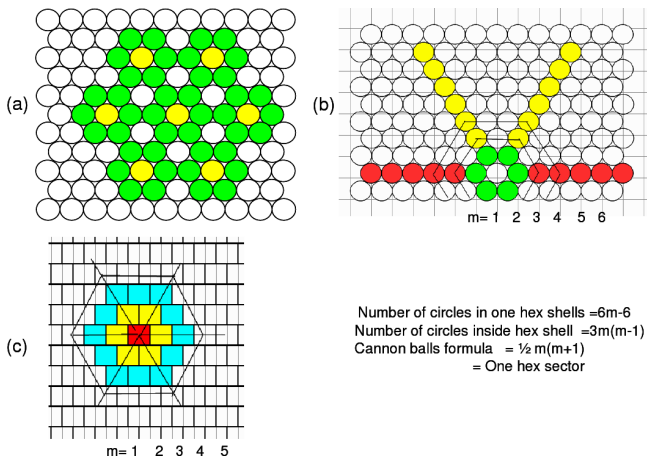 (a)
(b)
m= 1 2 3 4 5 6
(c)
m= 1 2 3 4 5
Number of circles in one hex shells =6m-6
Number of circles inside hex shell =3m(m-1)
Cannon balls formula = ½ m(m+1)
= One hex sector